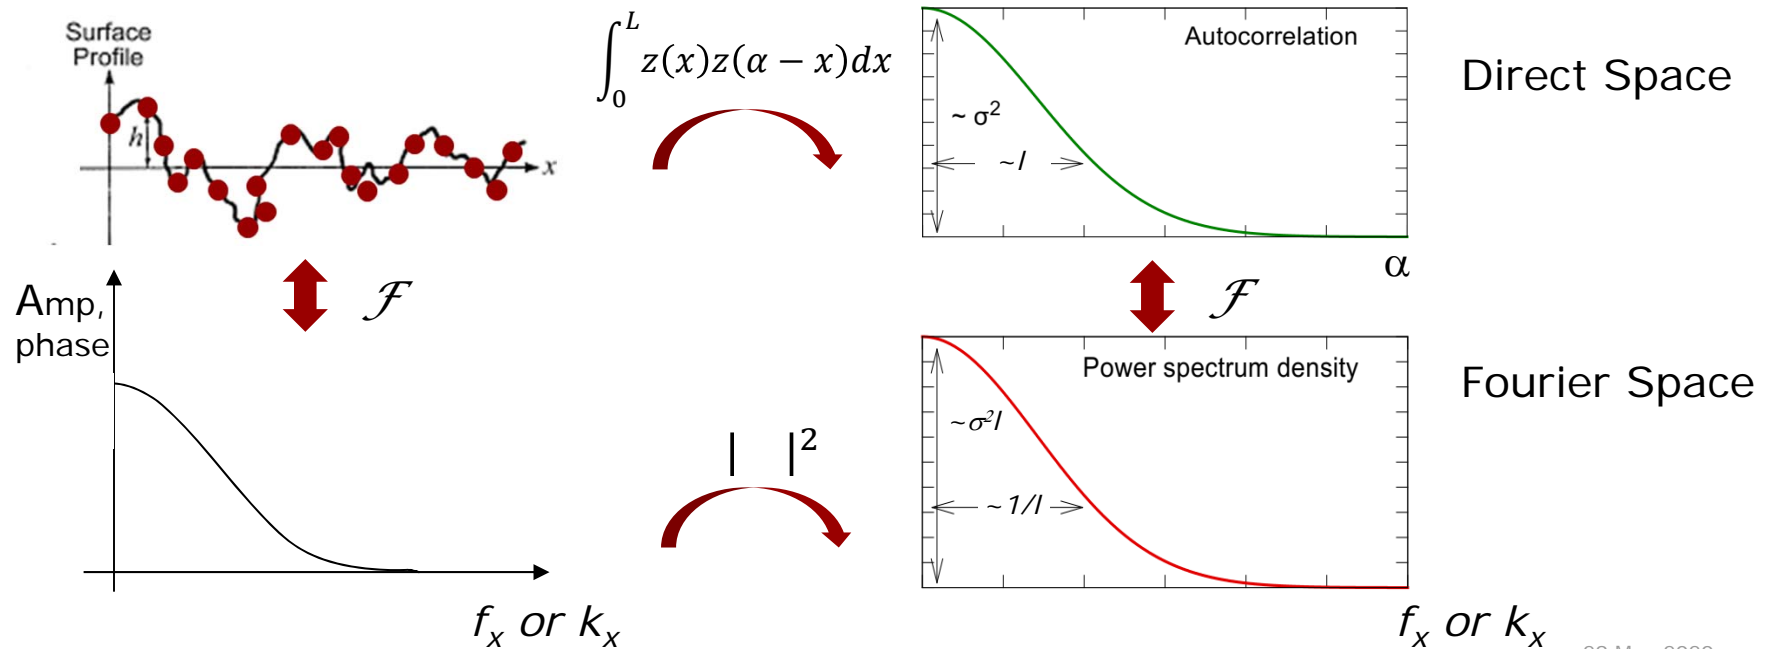 Surface
Profile
h
x
∫₀ᴸ z(x)z(α − x)dx
Autocorrelation
~ σ²
~l
α
Direct Space
Amp,
phase
ℱ
ℱ
| |²
Power spectrum density
~σ²l
~1/l
Fourier Space
fₓ or kₓ
fₓ or kₓ